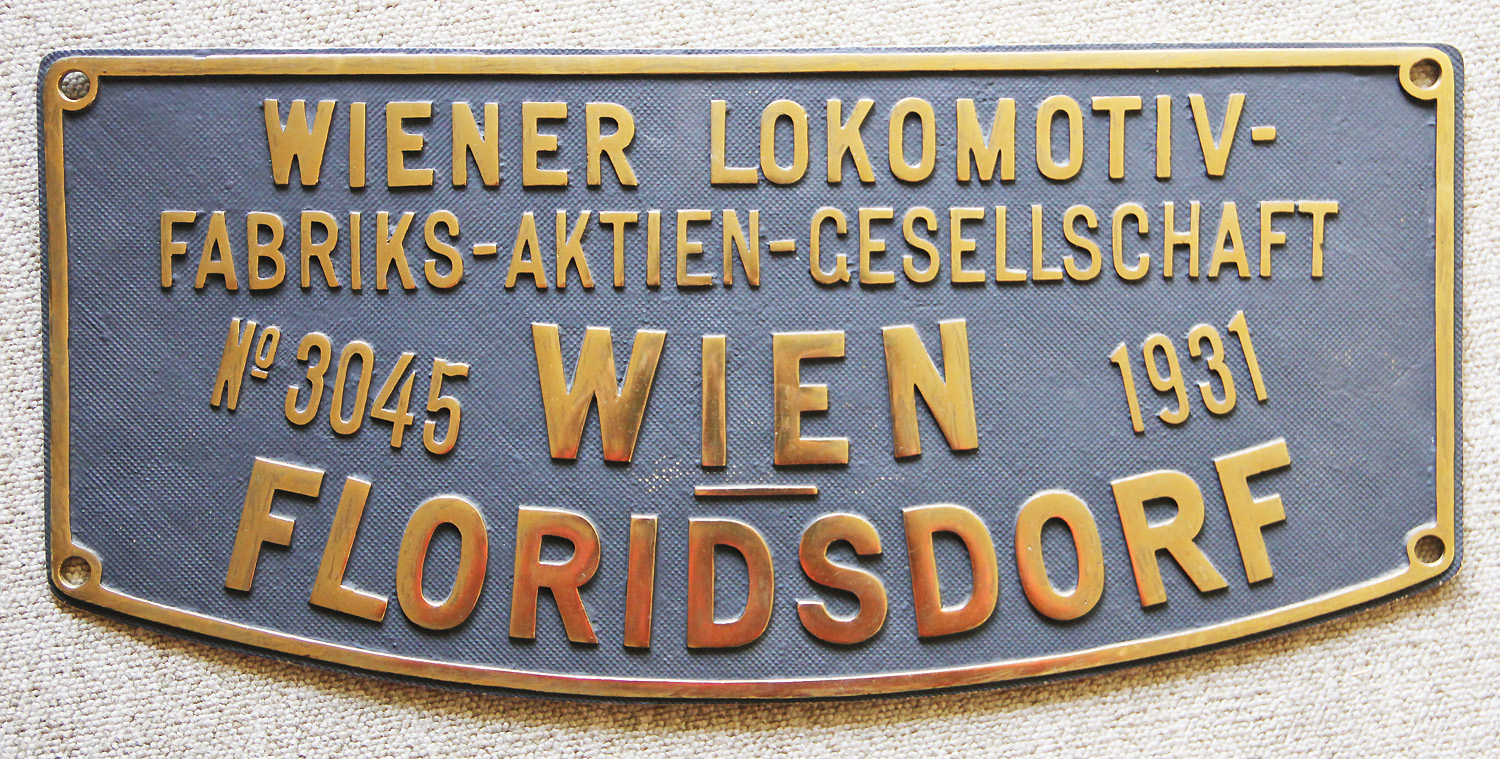 WIENER LOKOMOTIV-
FABRIKS-AKTIEN-GESELLSCHAFT
Nº 3045 WIEN 1931
FLORIDSDORF